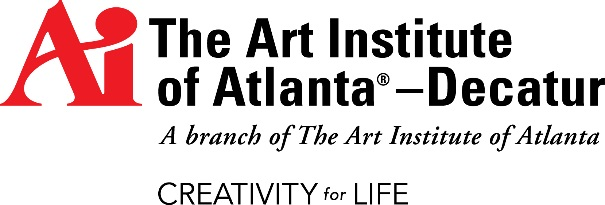 Ai The Art Institute
of Atlanta®–Decatur
A branch of The Art Institute of Atlanta
CREATIVITY for LIFE